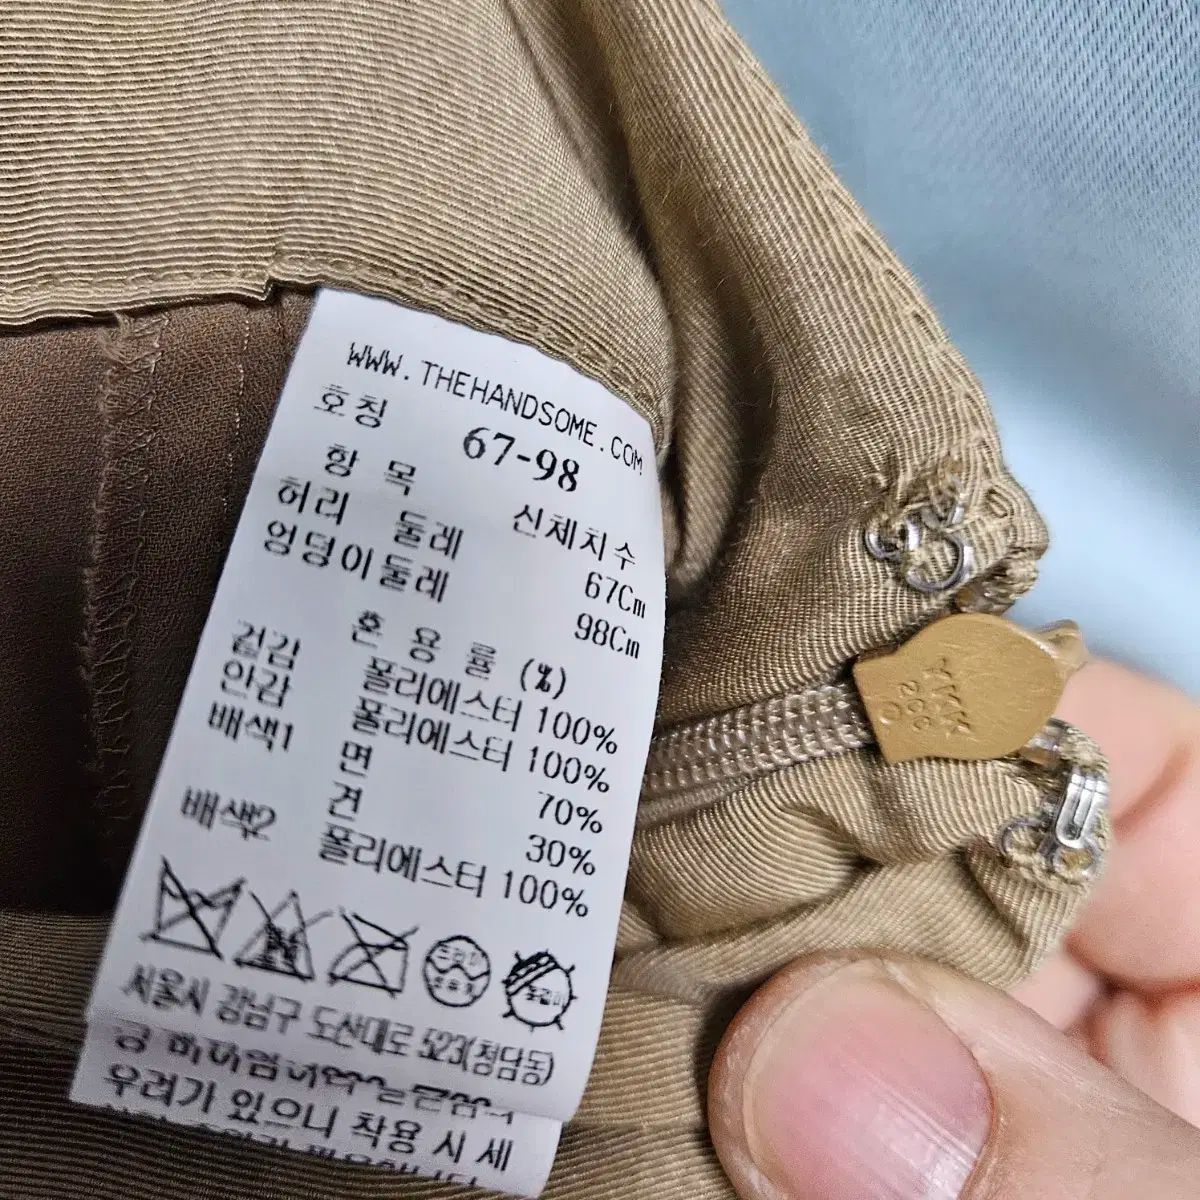 WWW.THEHANDSOME.COM
호칭 67-98
항 목 신체치수
허리 둘레 67Cm
엉덩이둘레 98Cm
혼 용 률 (%)
겉감 폴리에스터 100%
안감 폴리에스터 100%
배색1 면 70%
견 30%
배색2 폴리에스터 100%
드라이
서울시 강남구 도산대로 523(청담동)
우려가 있으니 착용 시 세
YKK